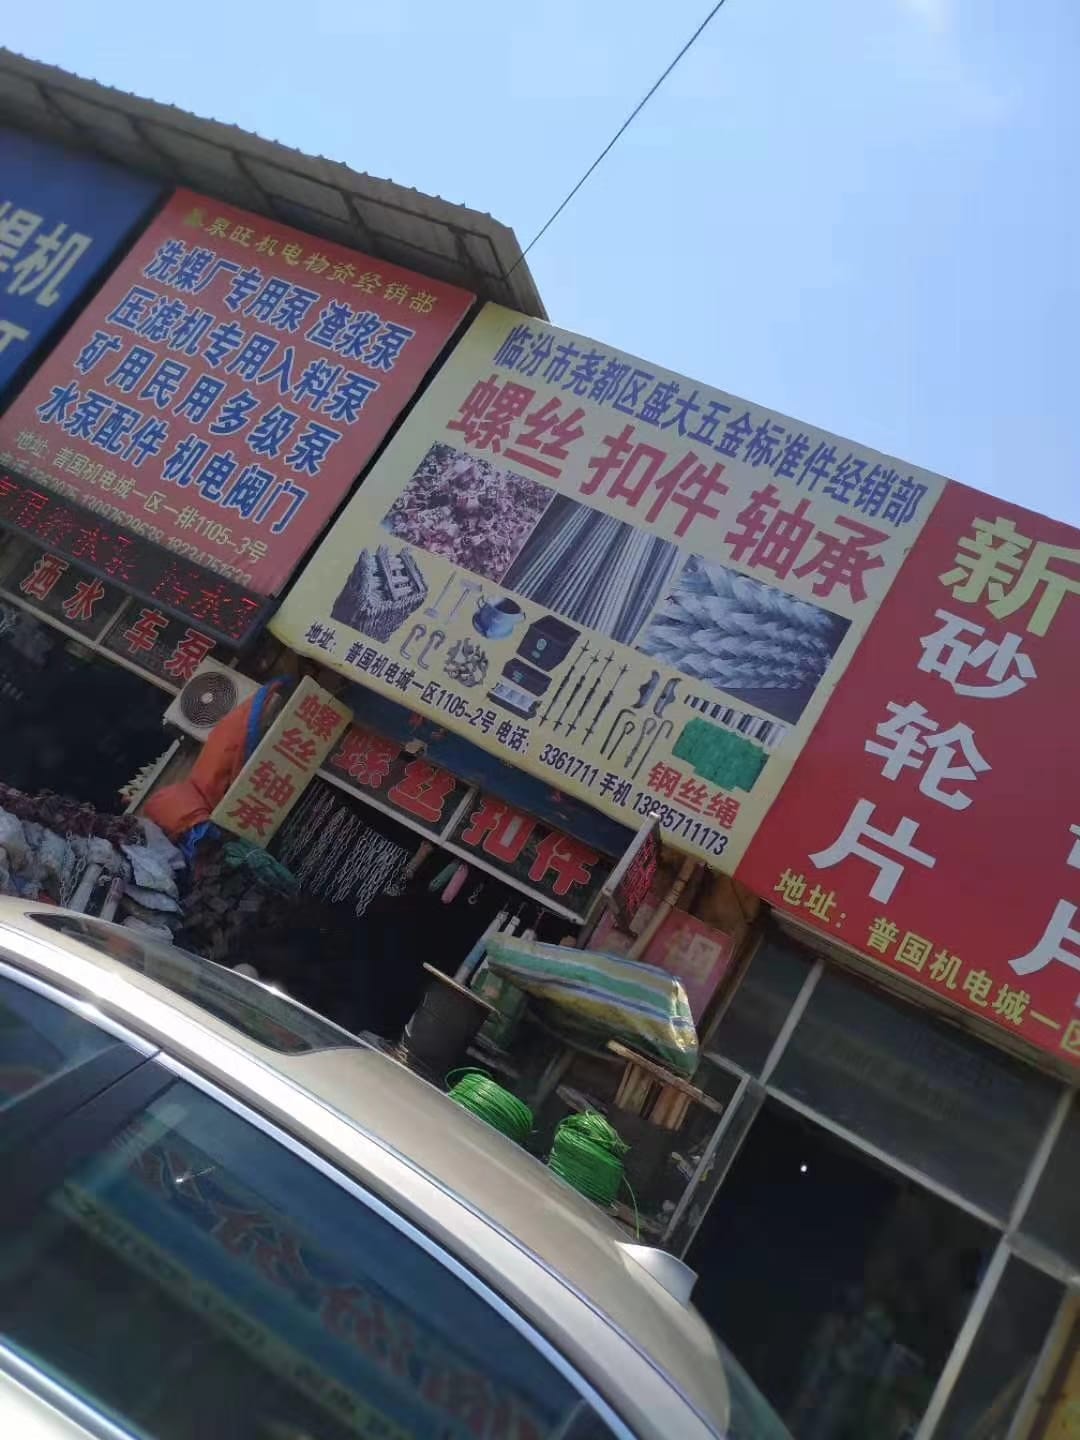 焊机
泉旺机电物资经销部
洗煤厂专用泵 渣浆泵
压滤机专用入料泵
矿用民用多级泵
水泵配件 机电阀门
地址：普国机电城一区一排1105-3号
洒水车泵
临汾市尧都区盛大五金标准件经销部
螺丝 扣件 轴承
钢丝绳
地址：普国机电城一区1105-2号 电话：3361711 手机 13835711173
螺丝轴承
螺丝扣件
新
砂
轮
片
地址：普国机电城一区